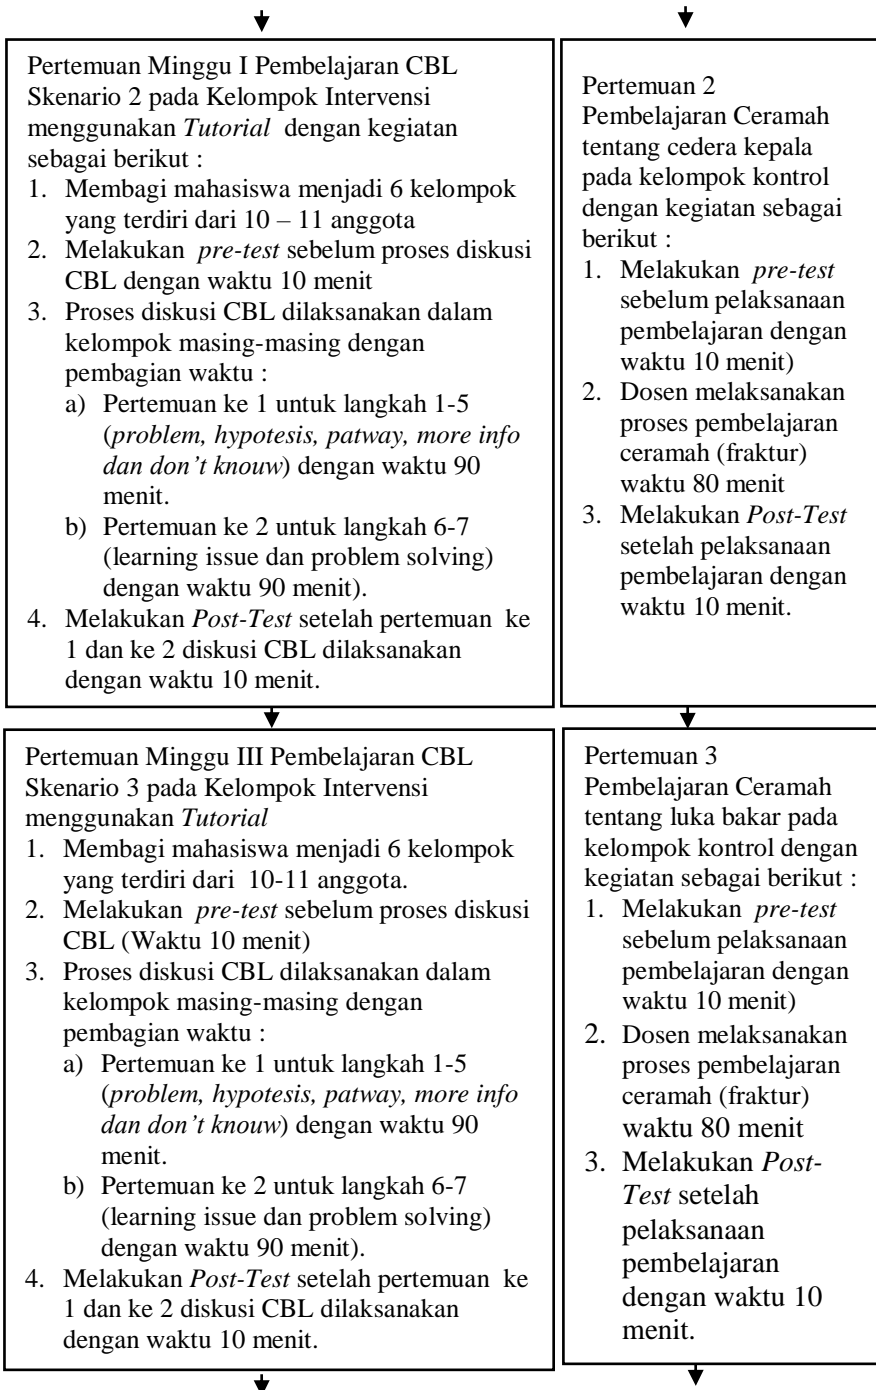 Pertemuan Minggu I Pembelajaran CBL
Skenario 2 pada Kelompok Intervensi
menggunakan Tutorial dengan kegiatan
sebagai berikut :
1. Membagi mahasiswa menjadi 6 kelompok
yang terdiri dari 10 – 11 anggota
2. Melakukan pre-test sebelum proses diskusi
CBL dengan waktu 10 menit
3. Proses diskusi CBL dilaksanakan dalam
kelompok masing-masing dengan
pembagian waktu :
a) Pertemuan ke 1 untuk langkah 1-5
(problem, hypotesis, patway, more info
dan don’t knouw) dengan waktu 90
menit.
b) Pertemuan ke 2 untuk langkah 6-7
(learning issue dan problem solving)
dengan waktu 90 menit).
4. Melakukan Post-Test setelah pertemuan ke
1 dan ke 2 diskusi CBL dilaksanakan
dengan waktu 10 menit.
Pertemuan 2
Pembelajaran Ceramah
tentang cedera kepala
pada kelompok kontrol
dengan kegiatan sebagai
berikut :
1. Melakukan pre-test
sebelum pelaksanaan
pembelajaran dengan
waktu 10 menit)
2. Dosen melaksanakan
proses pembelajaran
ceramah (fraktur)
waktu 80 menit
3. Melakukan Post-Test
setelah pelaksanaan
pembelajaran dengan
waktu 10 menit.
Pertemuan Minggu III Pembelajaran CBL
Skenario 3 pada Kelompok Intervensi
menggunakan Tutorial
1. Membagi mahasiswa menjadi 6 kelompok
yang terdiri dari 10-11 anggota.
2. Melakukan pre-test sebelum proses diskusi
CBL (Waktu 10 menit)
3. Proses diskusi CBL dilaksanakan dalam
kelompok masing-masing dengan
pembagian waktu :
a) Pertemuan ke 1 untuk langkah 1-5
(problem, hypotesis, patway, more info
dan don’t knouw) dengan waktu 90
menit.
b) Pertemuan ke 2 untuk langkah 6-7
(learning issue dan problem solving)
dengan waktu 90 menit).
4. Melakukan Post-Test setelah pertemuan ke
1 dan ke 2 diskusi CBL dilaksanakan
dengan waktu 10 menit.
Pertemuan 3
Pembelajaran Ceramah
tentang luka bakar pada
kelompok kontrol dengan
kegiatan sebagai berikut :
1. Melakukan pre-test
sebelum pelaksanaan
pembelajaran dengan
waktu 10 menit)
2. Dosen melaksanakan
proses pembelajaran
ceramah (fraktur)
waktu 80 menit
3. Melakukan Post-
Test setelah
pelaksanaan
pembelajaran
dengan waktu 10
menit.